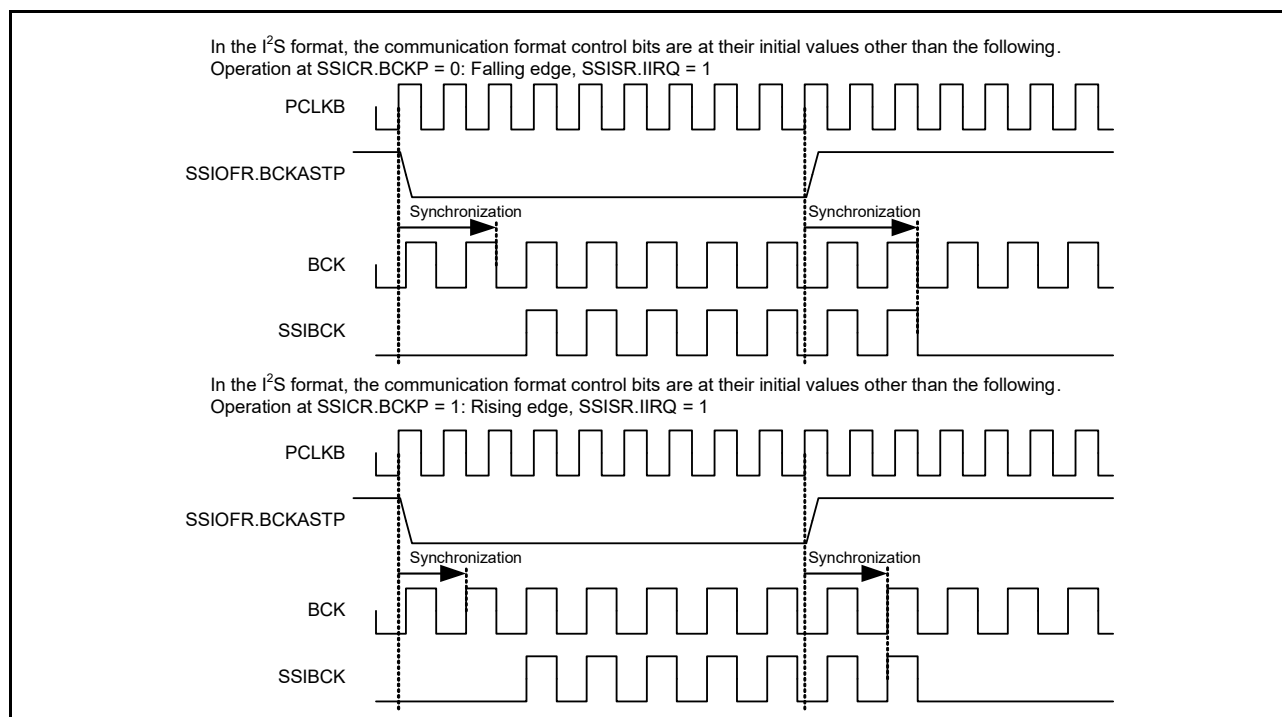 In the I²S format, the communication format control bits are at their initial values other than the following.
Operation at SSICR.BCKP = 0: Falling edge, SSISR.IIRQ = 1
PCLKB
SSIOFR.BCKASTP
Synchronization Synchronization
BCK
SSIBCK
In the I²S format, the communication format control bits are at their initial values other than the following.
Operation at SSICR.BCKP = 1: Rising edge, SSISR.IIRQ = 1
PCLKB
SSIOFR.BCKASTP
Synchronization Synchronization
BCK
SSIBCK